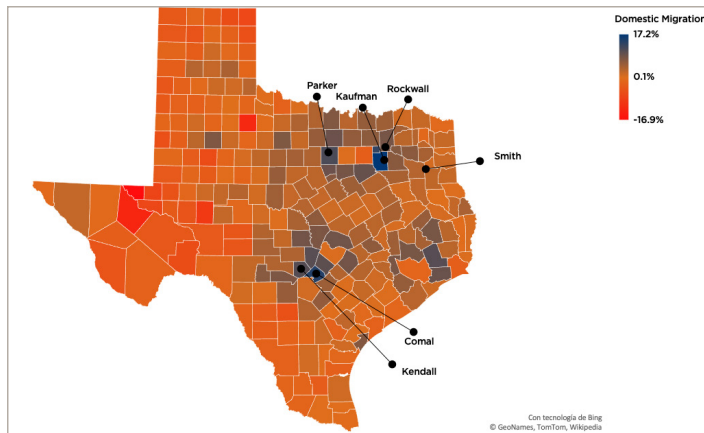 Domestic Migration
17.2%
0.1%
-16.9%
Parker
Kaufman
Rockwall
Smith
Comal
Kendall
Con tecnología de Bing
© GeoNames, TomTom, Wikipedia